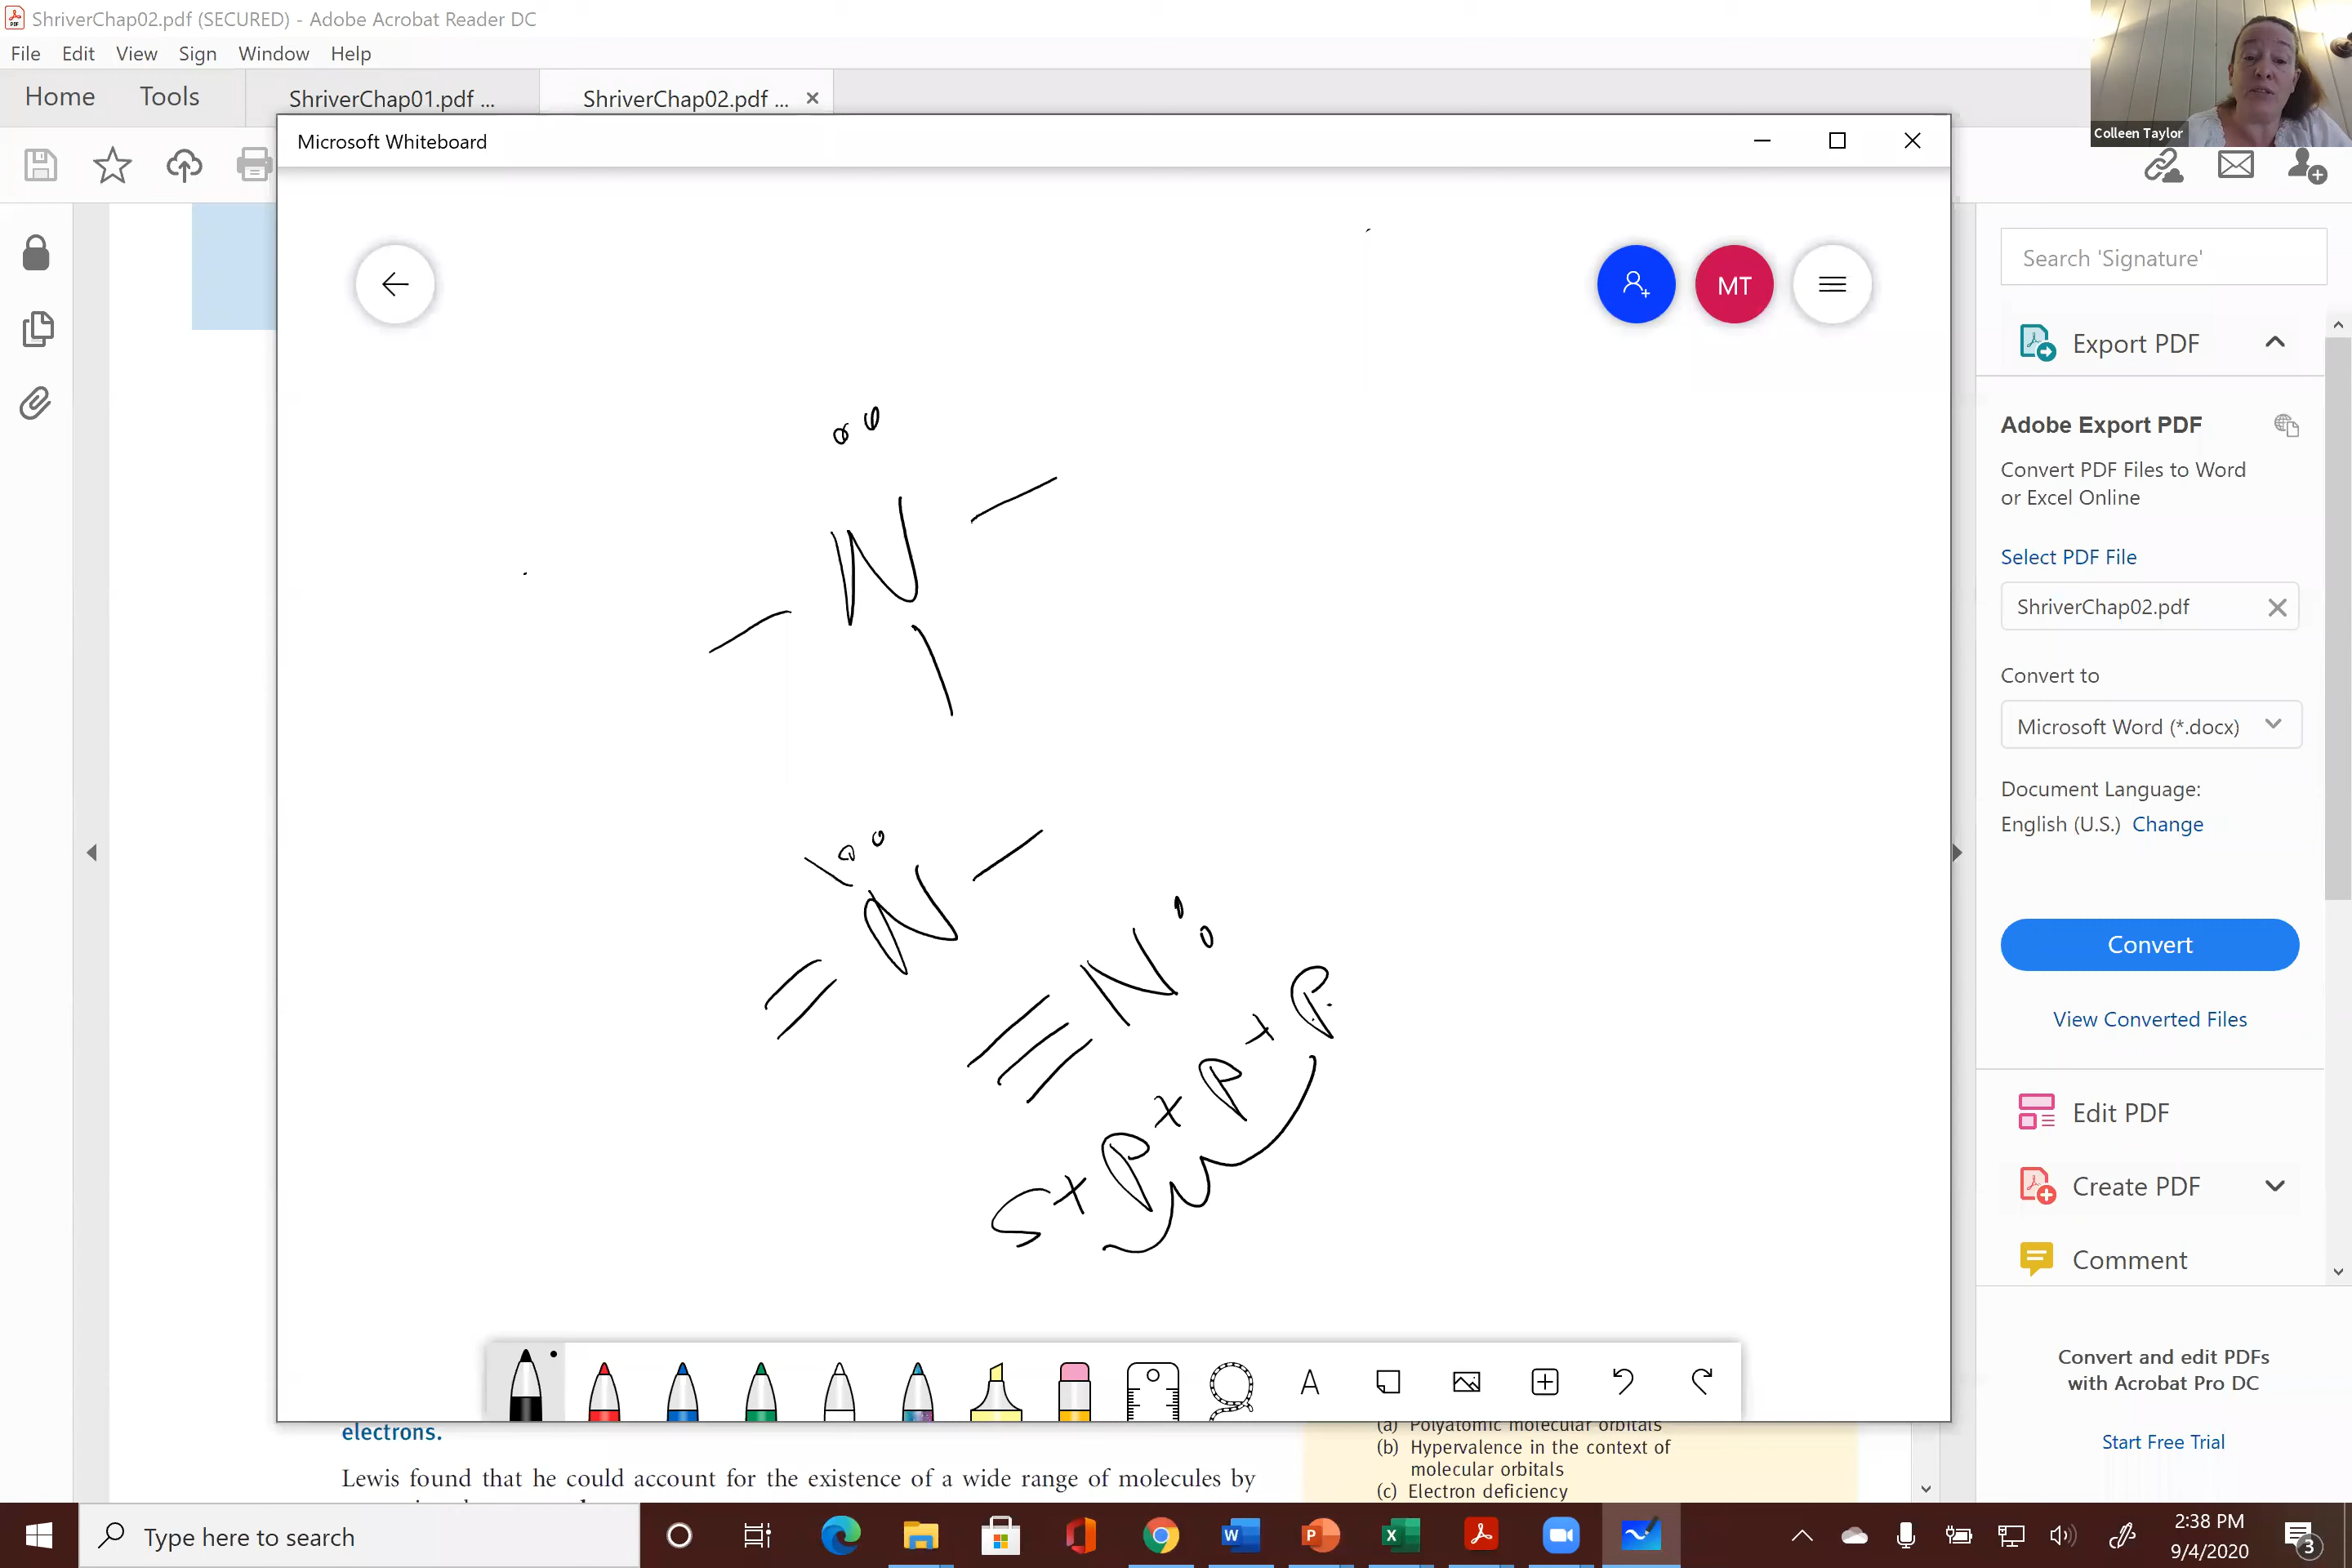 ShriverChap02.pdf (SECURED) - Adobe Acrobat Reader DC
File Edit View Sign Window Help
Home Tools ShriverChap01.pdf ... ShriverChap02.pdf ...
Colleen Taylor
Microsoft Whiteboard
MT
N
N
N
S + P + P + P
Search 'Signature'
Export PDF
Adobe Export PDF
Convert PDF Files to Word
or Excel Online
Select PDF File
ShriverChap02.pdf
Convert to
Microsoft Word (*.docx)
Document Language:
English (U.S.) Change
Convert
View Converted Files
Edit PDF
Create PDF
Comment
Convert and edit PDFs
with Acrobat Pro DC
Start Free Trial
electrons.
Lewis found that he could account for the existence of a wide range of molecules by
(a) Polyatomic molecular orbitals
(b) Hypervalence in the context of
molecular orbitals
(c) Electron deficiency
Type here to search
2:38 PM
9/4/2020
3